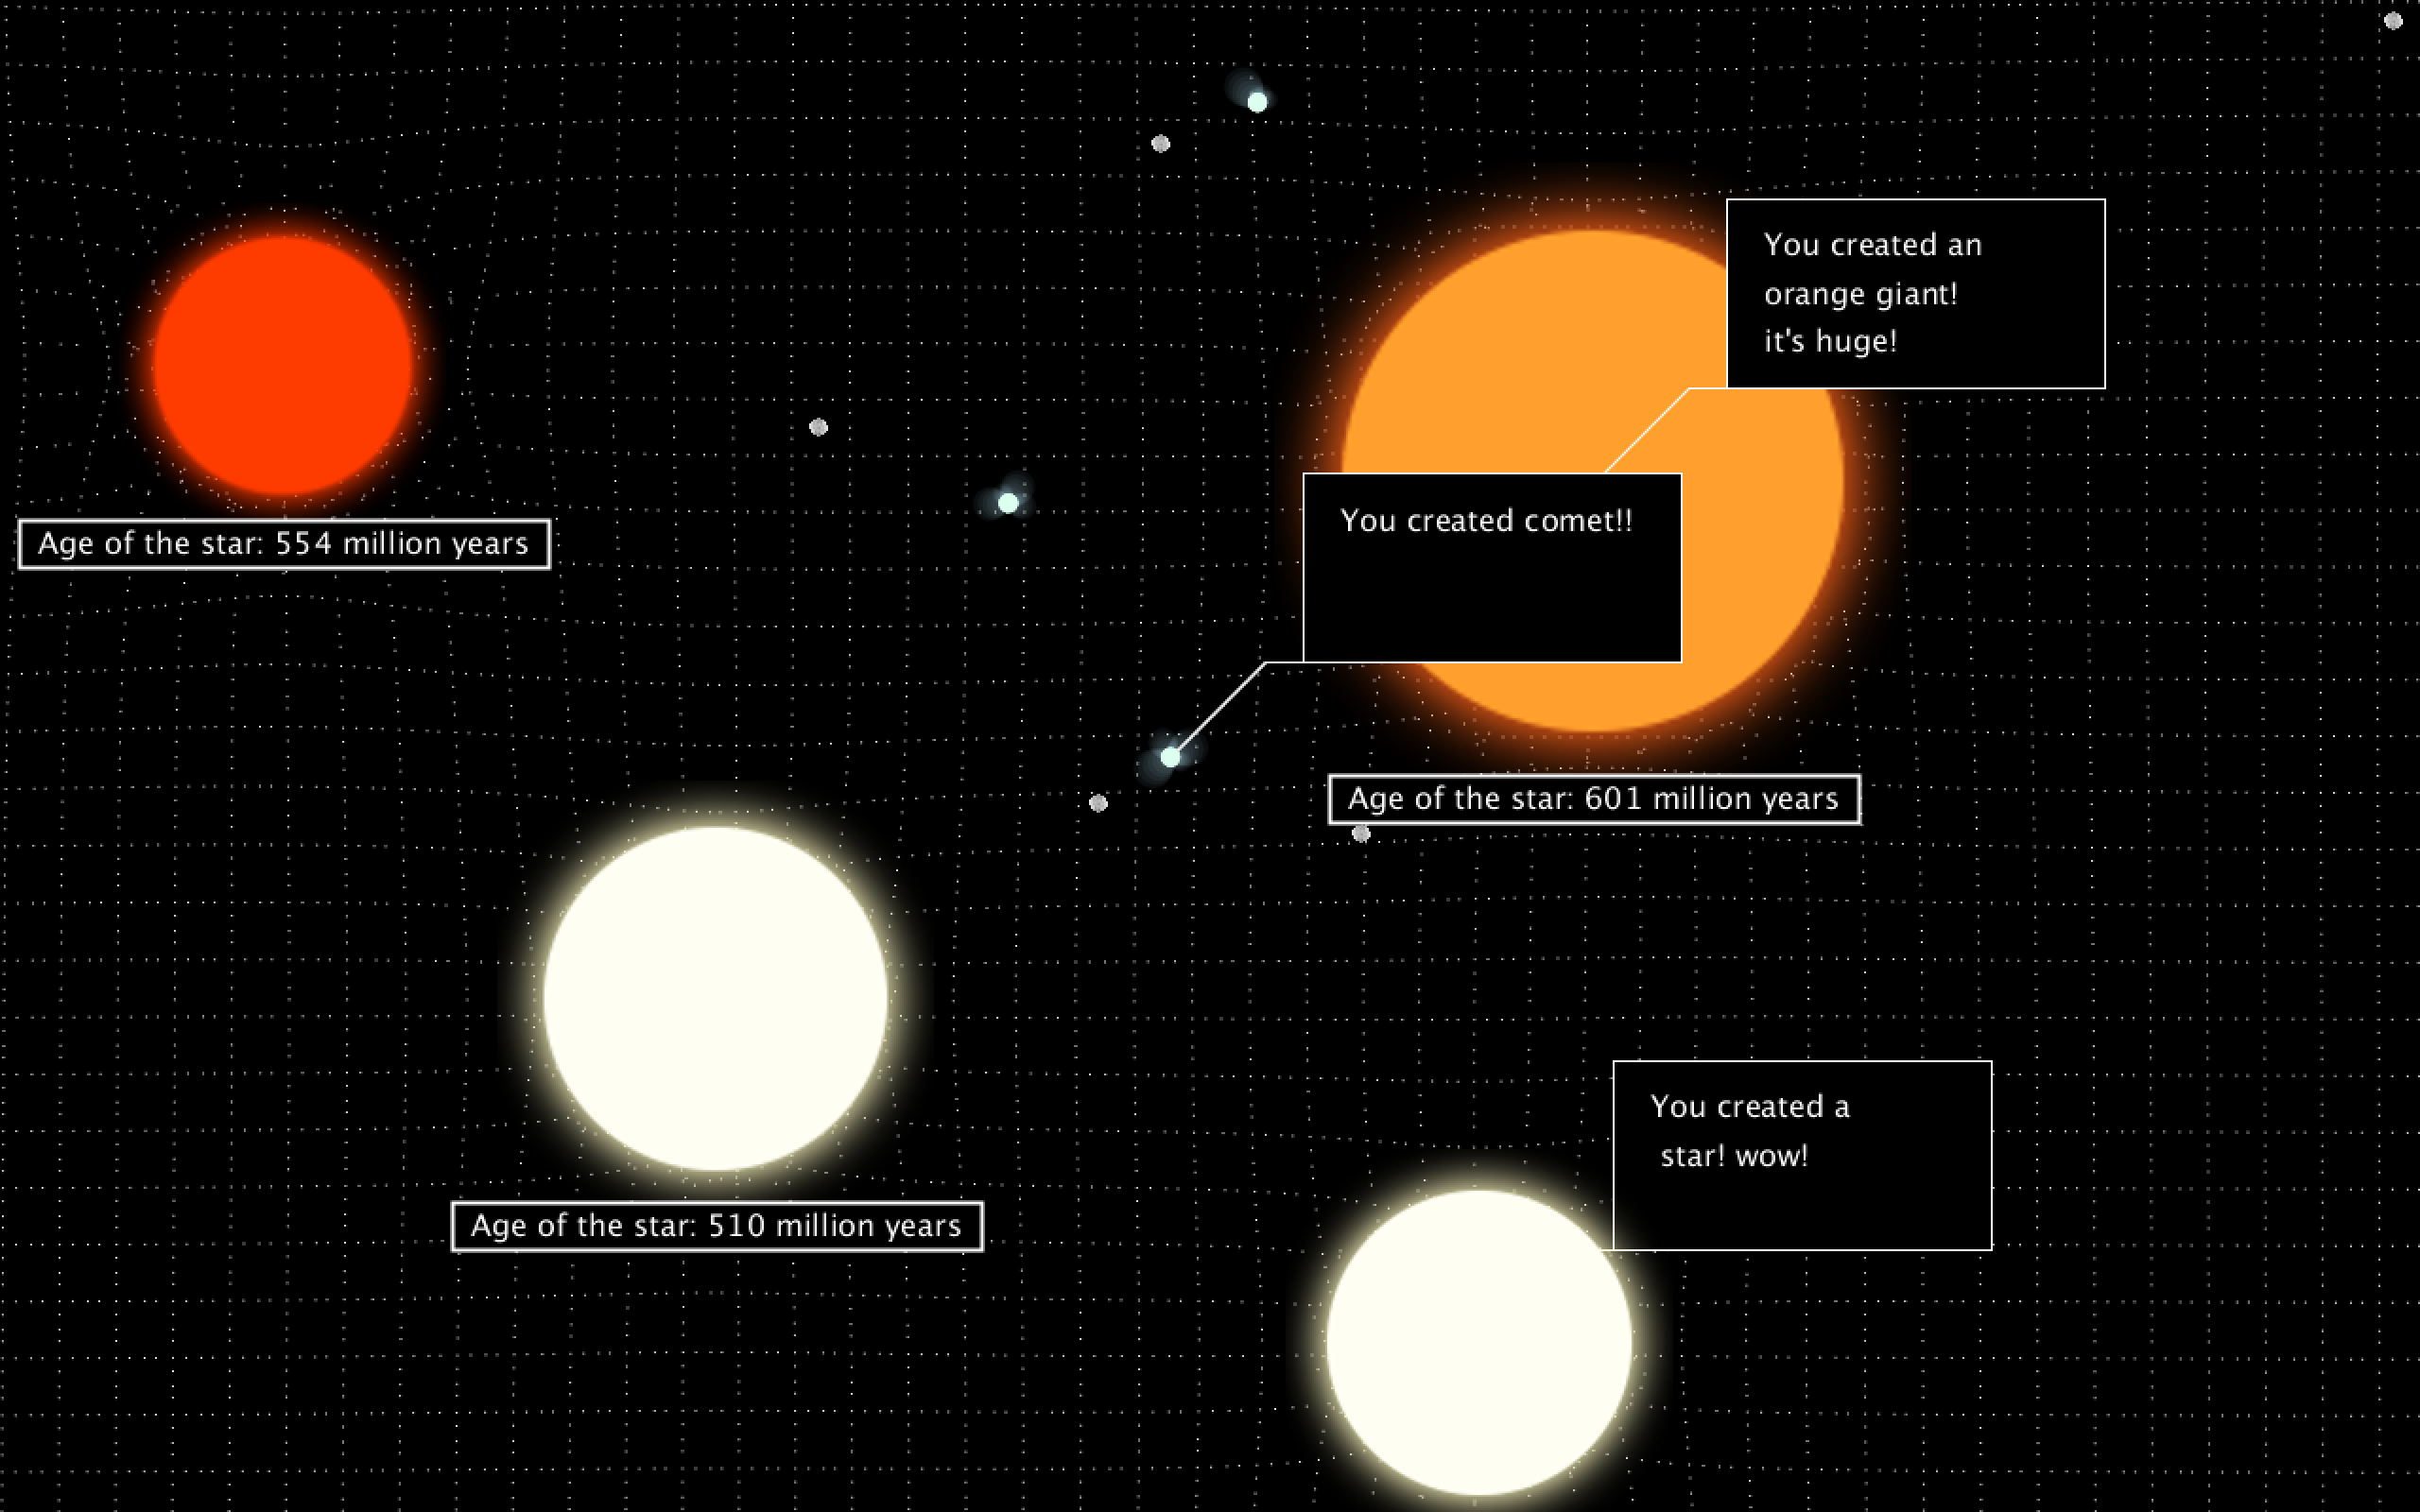 You created an
orange giant!
it's huge!
You created comet!!
Age of the star: 554 million years
Age of the star: 601 million years
You created a
star! wow!
Age of the star: 510 million years